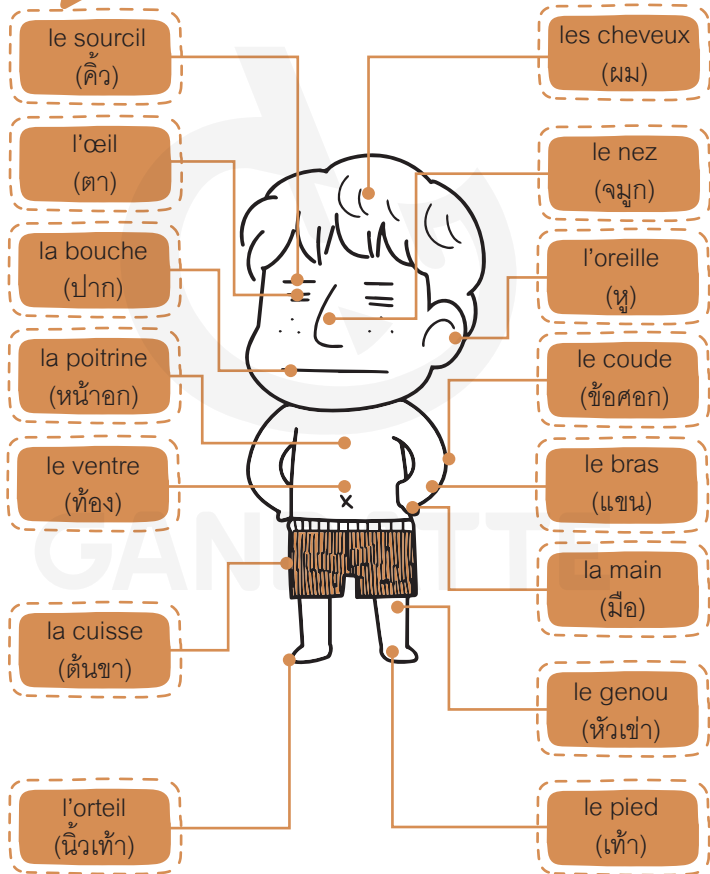 le sourcil
(คิ้ว)
l'œil
(ตา)
la bouche
(ปาก)
la poitrine
(หน้าอก)
le ventre
(ท้อง)
la cuisse
(ต้นขา)
l'orteil
(นิ้วเท้า)
les cheveux
(ผม)
le nez
(จมูก)
l'oreille
(หู)
le coude
(ข้อศอก)
le bras
(แขน)
la main
(มือ)
le genou
(หัวเข่า)
le pied
(เท้า)